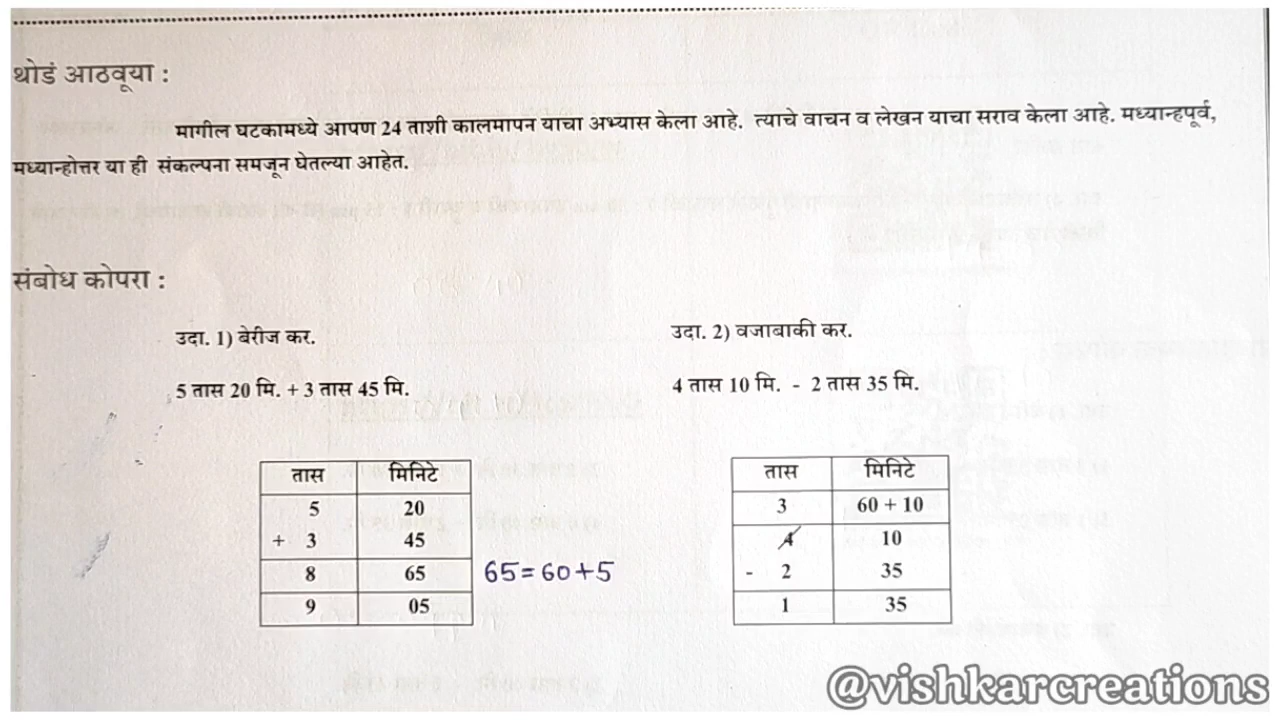 थोडं आठवूया :
मागील घटकामध्ये आपण 24 ताशी कालमापन याचा अभ्यास केला आहे. त्याचे वाचन व लेखन याचा सराव केला आहे. मध्यान्हपूर्व,
मध्यान्होत्तर या ही संकल्पना समजून घेतल्या आहेत.
संबोध कोपरा :
उदा. 1) बेरीज कर.
5 तास 20 मि. + 3 तास 45 मि.
तास मिनिटे
5 20
+ 3 45
8 65 65=60+5
9 05
उदा. 2) वजाबाकी कर.
4 तास 10 मि. - 2 तास 35 मि.
तास मिनिटे
3 60 + 10
4 10
- 2 35
1 35
@vishkarcreations